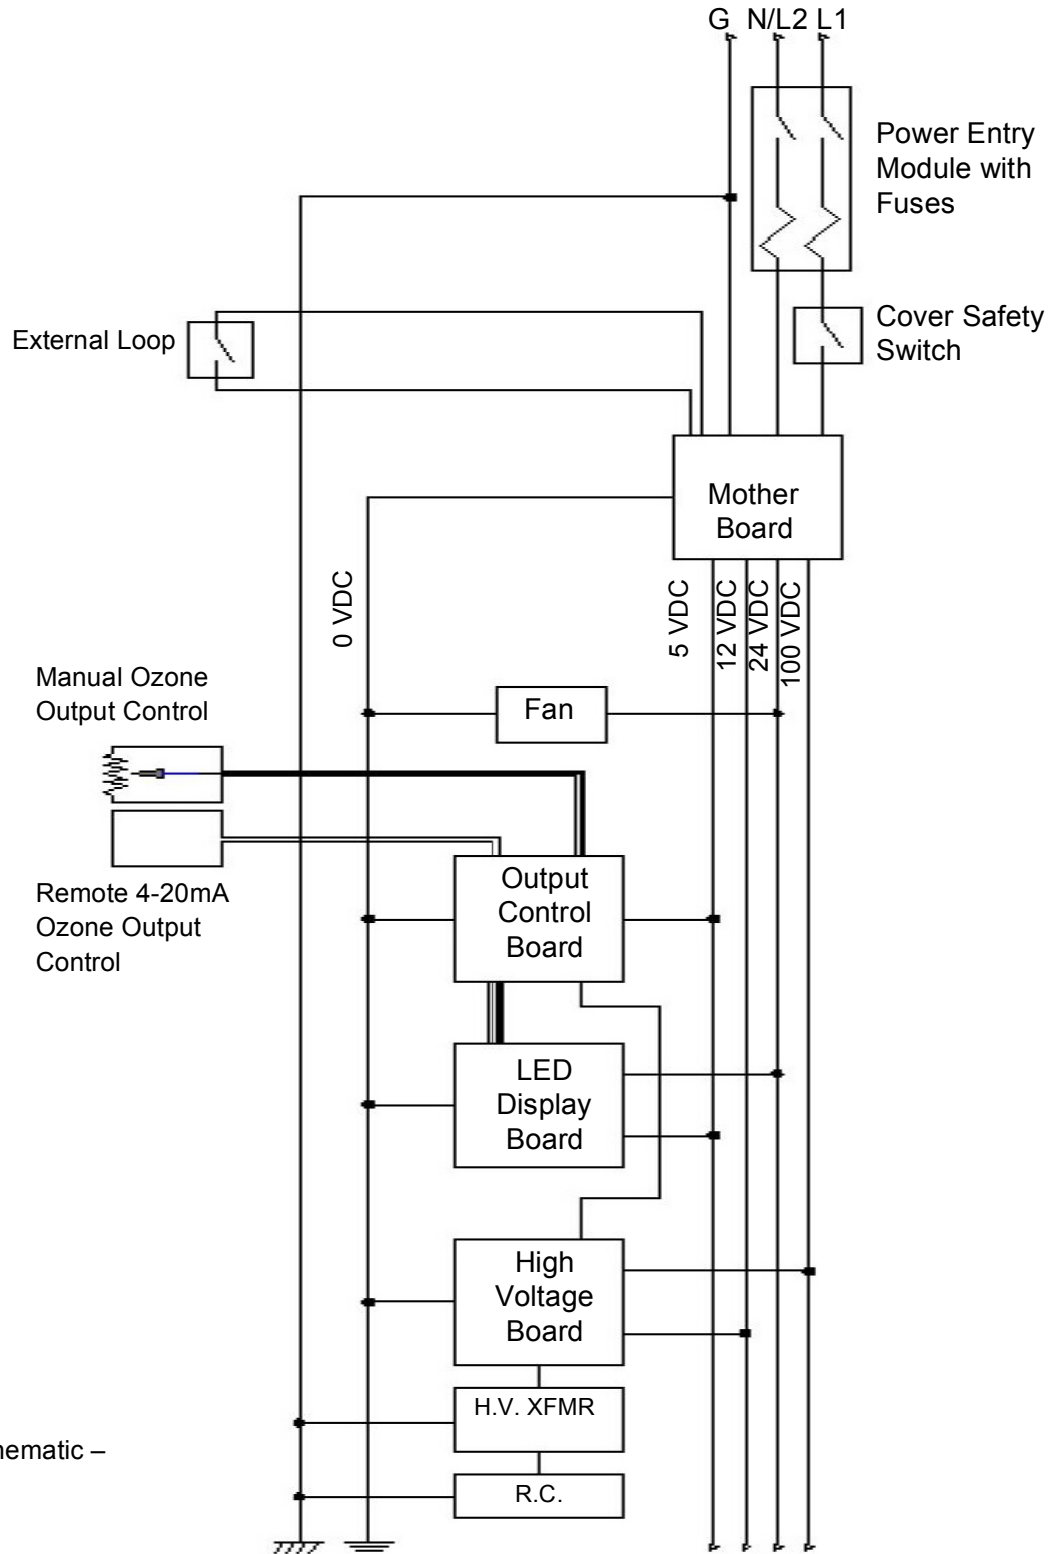 G N/L2 L1
Power Entry
Module with
Fuses
External Loop
Cover Safety
Switch
Mother
Board
0 VDC
5 VDC
12 VDC
24 VDC
100 VDC
Manual Ozone
Output Control
Fan
Remote 4-20mA
Ozone Output
Control
Output
Control
Board
LED
Display
Board
High
Voltage
Board
H.V. XFMR
hematic –
R.C.